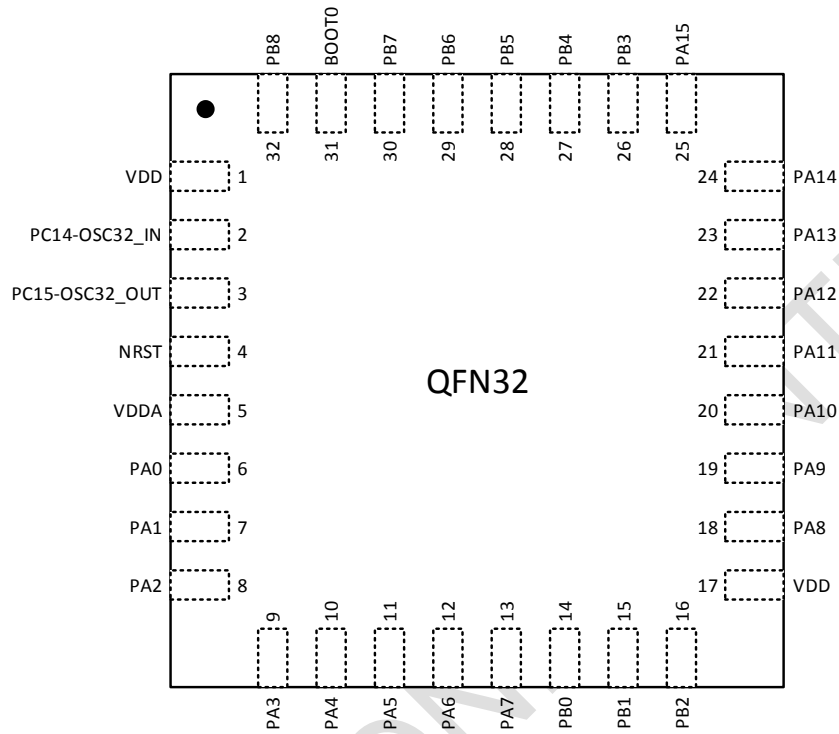 PB8 BOOT0 PB7 PB6 PB5 PB4 PB3 PA15
32 31 30 29 28 27 26 25
VDD 1 24 PA14
PC14-OSC32_IN 2 23 PA13
PC15-OSC32_OUT 3 22 PA12
NRST 4 21 PA11
QFN32
VDDA 5 20 PA10
PA0 6 19 PA9
PA1 7 18 PA8
PA2 8 17 VDD
9 10 11 12 13 14 15 16
PA3 PA4 PA5 PA6 PA7 PB0 PB1 PB2